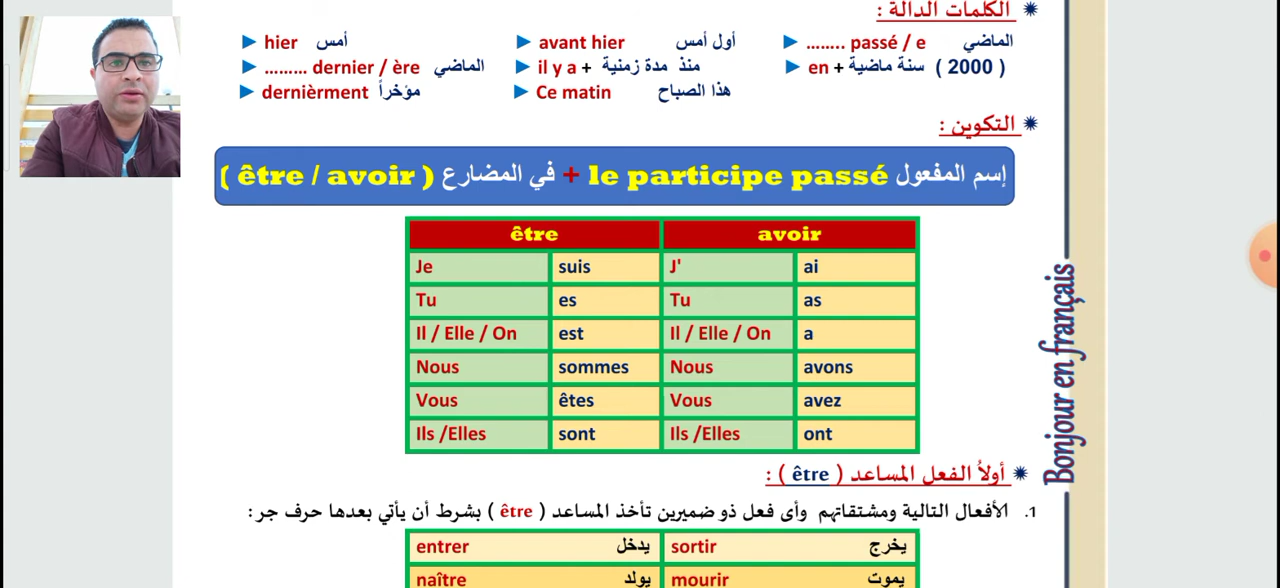 الكلمات الدالة :
hier أمس
avant hier أول أمس
........ passé / e الماضي
......... dernier / ère الماضي
il y a + منذ مدة زمنية
en + سنة ماضية ( 2000 )
dernièrment مؤخراً
Ce matin هذا الصباح
التكوين :
إسم المفعول le participe passé + في المضارع ( être / avoir )
être avoir
Je suis J' ai
Tu es Tu as
Il / Elle / On est Il / Elle / On a
Nous sommes Nous avons
Vous êtes Vous avez
Ils /Elles sont Ils /Elles ont
أولاً الفعل المساعد ( être ) :
1. الأفعال التالية ومشتقاتهم وأى فعل ذو ضميرين تأخذ المساعد ( être ) بشرط أن يأتي بعدها حرف جر :
entrer يدخل sortir يخرج
naître يولد mourir يموت
Bonjour en français